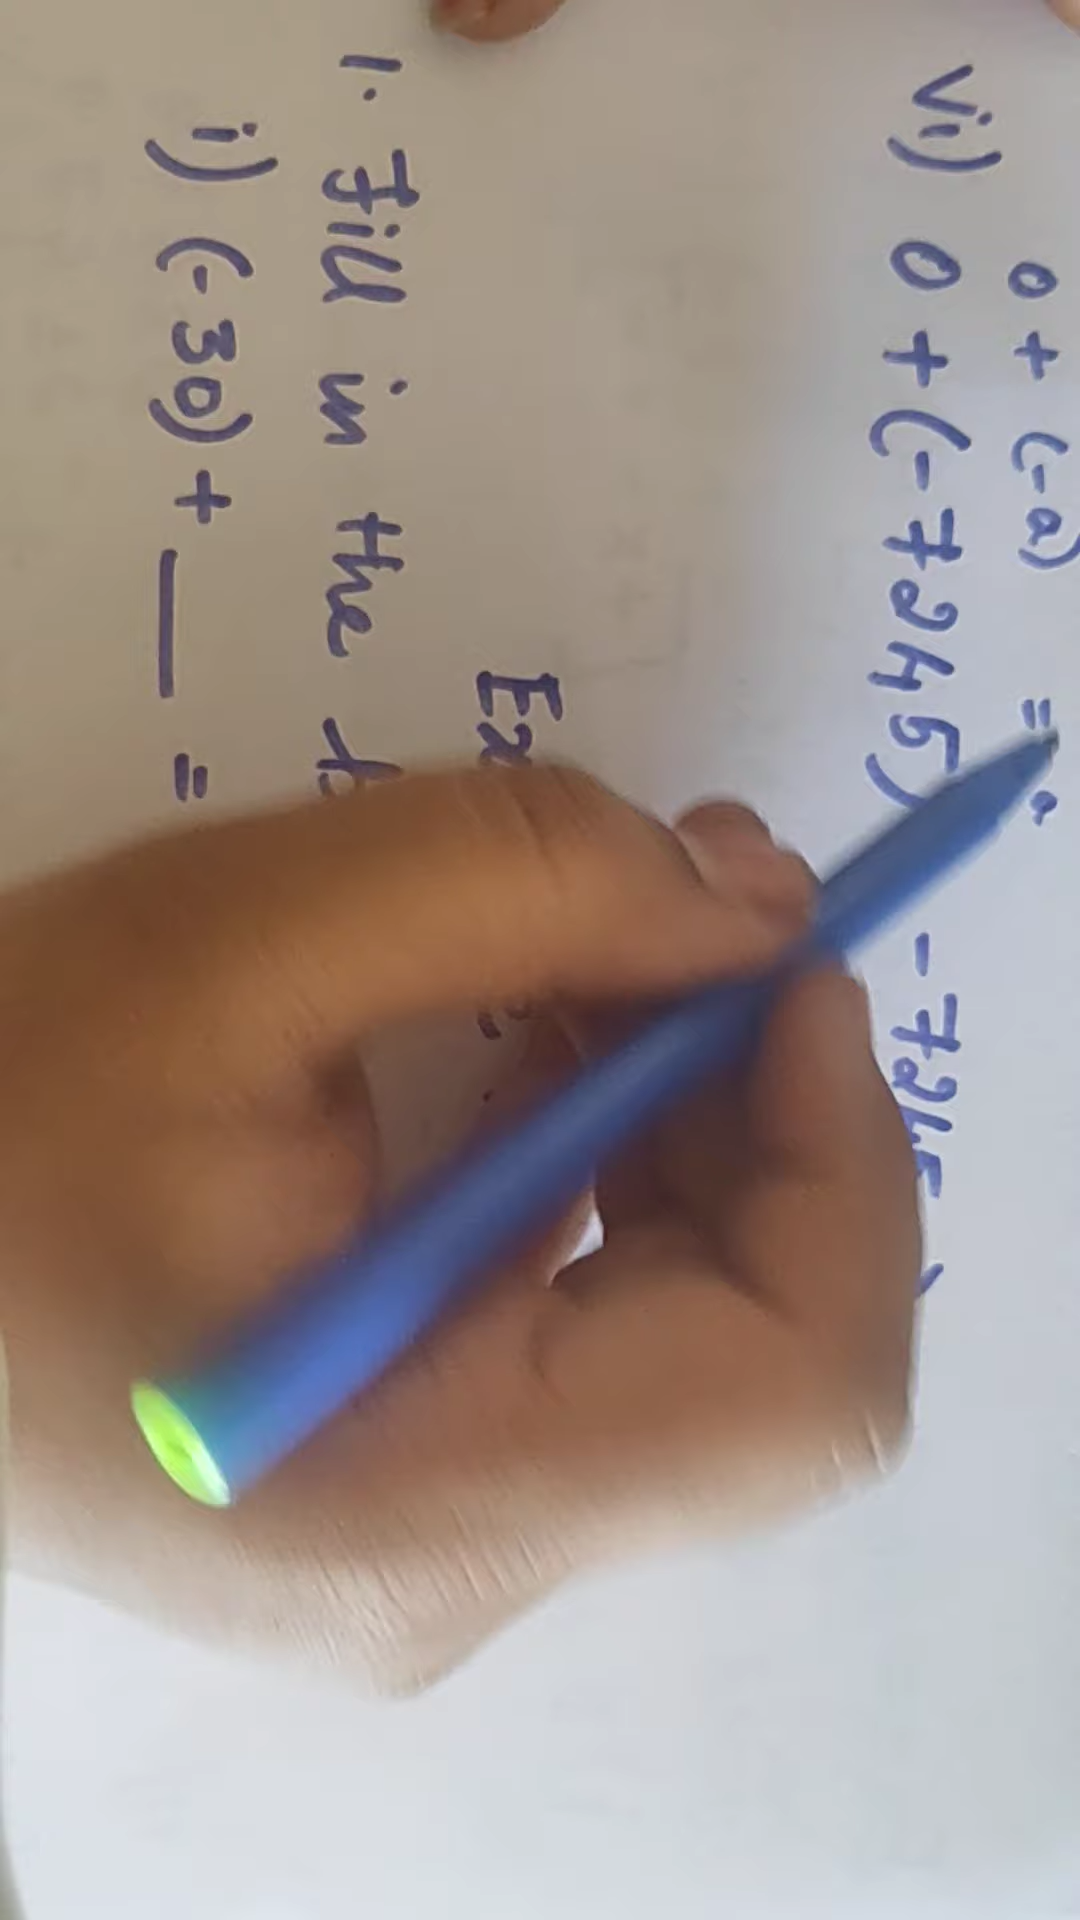 0 + (-a) = a
vi) 0 + (-7245) -7245
Ex
1. Fill in the
i) (-30) + ___ =